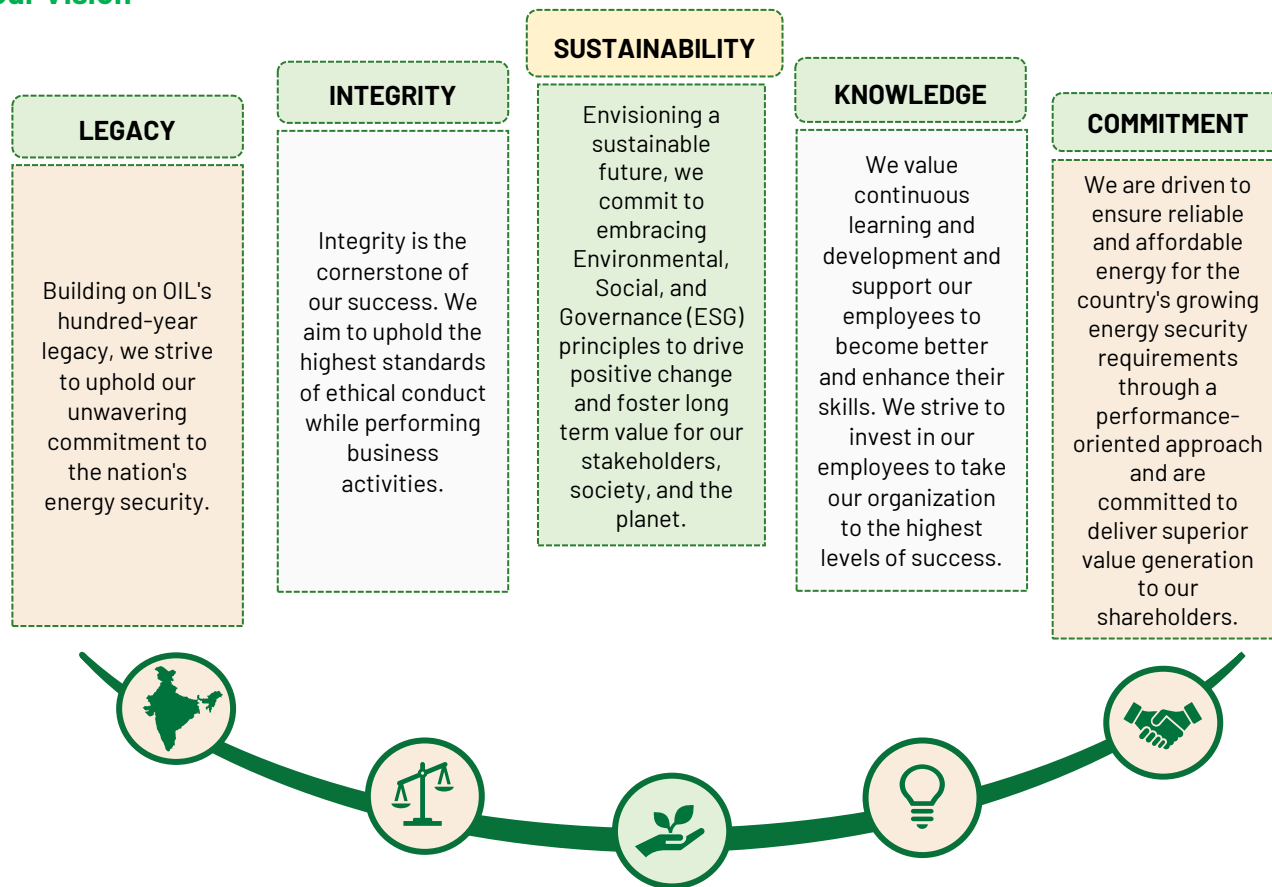 Our Vision
LEGACY
Building on OIL's
hundred-year
legacy, we strive
to uphold our
unwavering
commitment to
the nation's
energy security.
INTEGRITY
Integrity is the
cornerstone of
our success. We
aim to uphold the
highest standards
of ethical conduct
while performing
business
activities.
SUSTAINABILITY
Envisioning a
sustainable
future, we
commit to
embracing
Environmental,
Social, and
Governance (ESG)
principles to drive
positive change
and foster long
term value for our
stakeholders,
society, and the
planet.
KNOWLEDGE
We value
continuous
learning and
development and
support our
employees to
become better
and enhance their
skills. We strive to
invest in our
employees to take
our organization
to the highest
levels of success.
COMMITMENT
We are driven to
ensure reliable
and affordable
energy for the
country's growing
energy security
requirements
through a
performance-
oriented approach
and are
committed to
deliver superior
value generation
to our
shareholders.